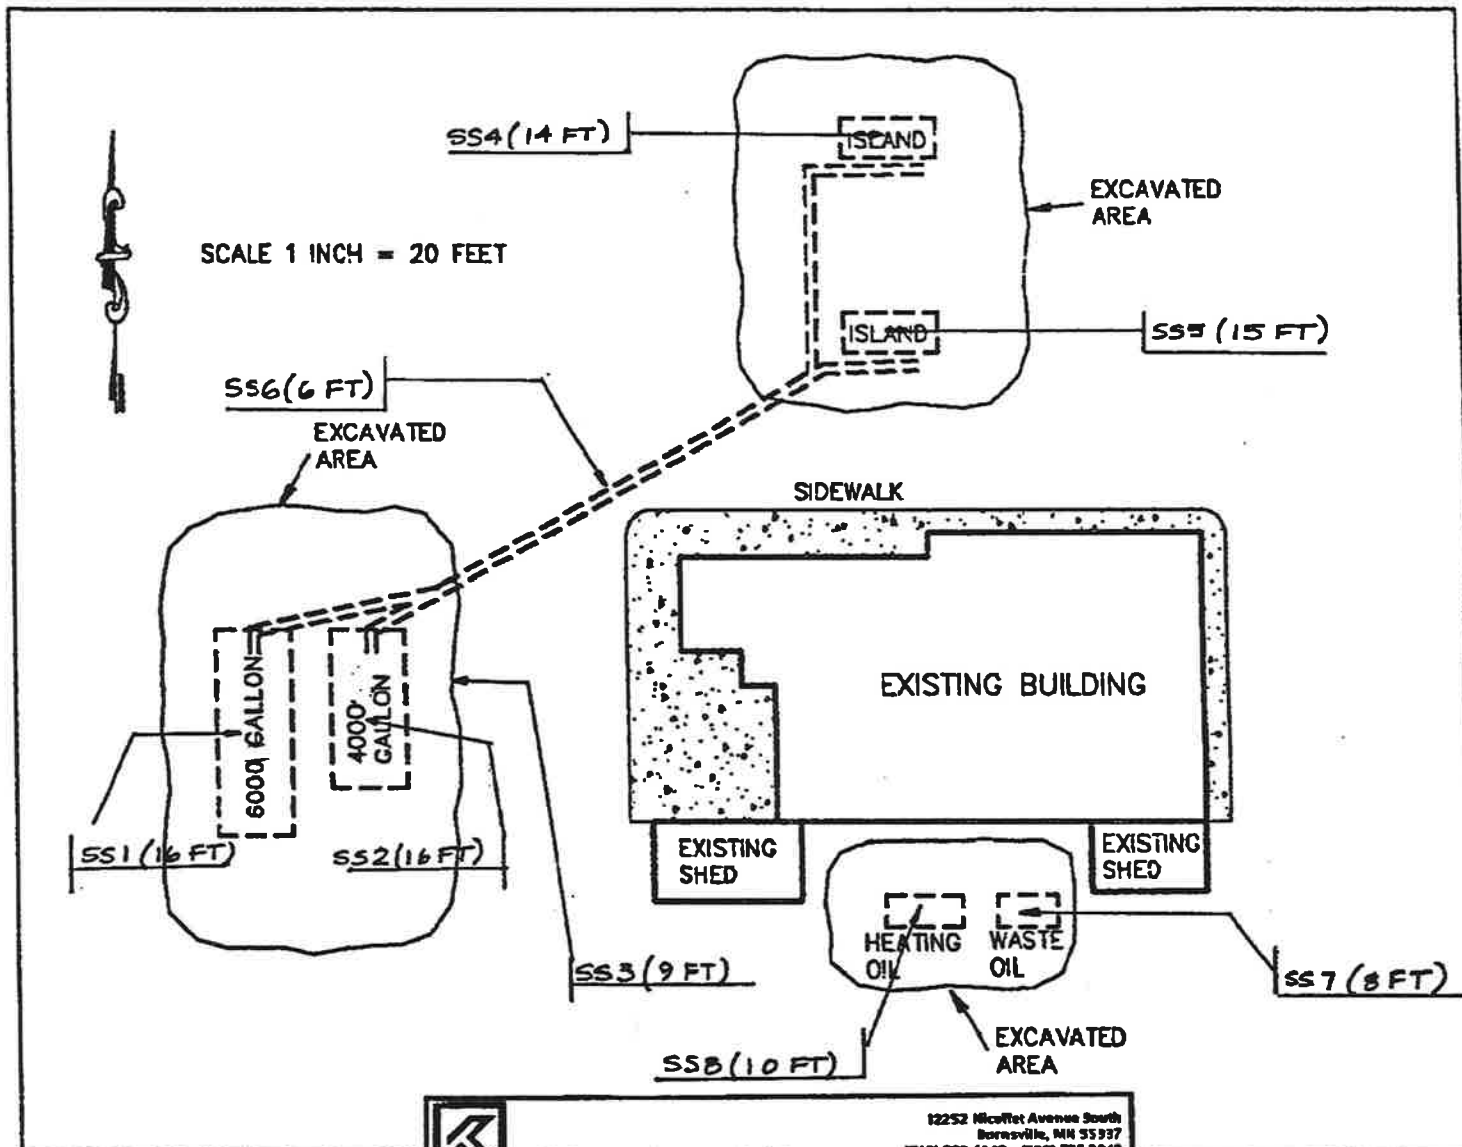 SS4 (14 FT)
ISLAND
EXCAVATED
AREA
SCALE 1 INCH = 20 FEET
ISLAND
SS5 (15 FT)
SS6 (6 FT)
EXCAVATED
AREA
SIDEWALK
6000 GALLON
4000
GALLON
EXISTING BUILDING
SS1 (16 FT)
SS2 (16 FT)
EXISTING
SHED
EXISTING
SHED
HEATING
OIL
WASTE
OIL
SS3 (9 FT)
SS7 (8 FT)
SS8 (10 FT)
EXCAVATED
AREA
12252 Nicollet Avenue South
Burnsville, MN 55337